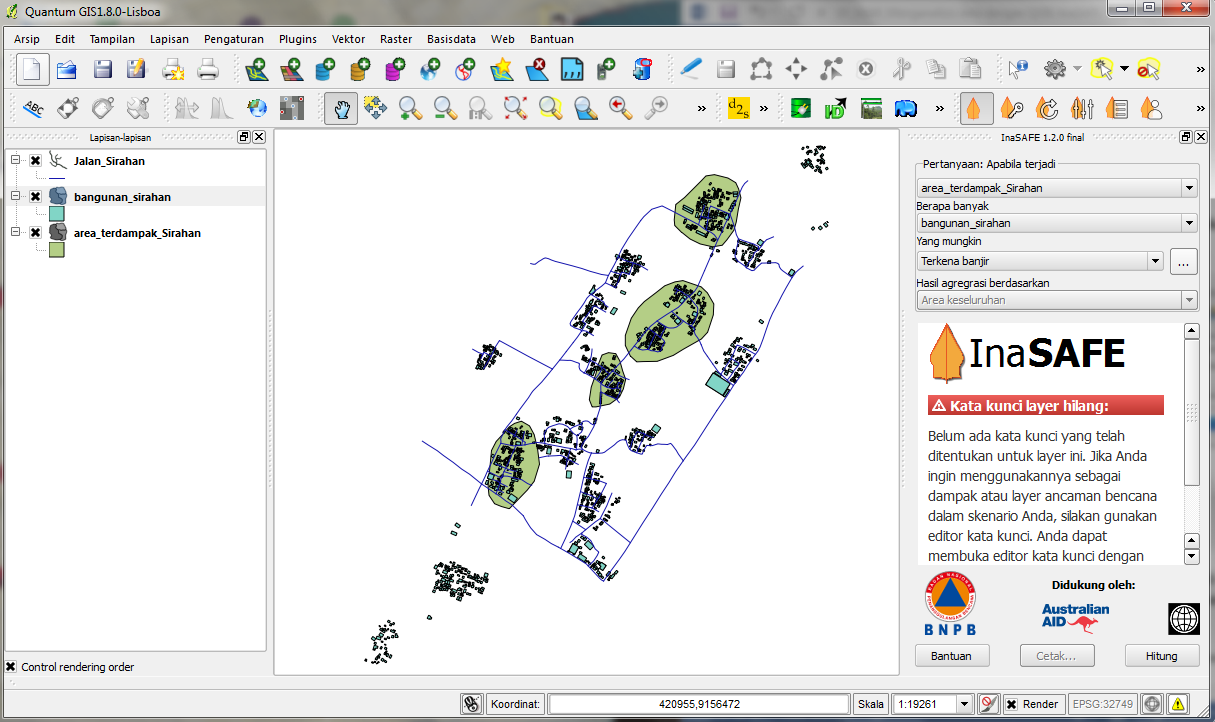 Quantum GIS1.8.0-Lisboa
Arsip Edit Tampilan Lapisan Pengaturan Plugins Vektor Raster Basisdata Web Bantuan
»
ABC
d2s
» » » »
Lapisan-lapisan
InaSAFE 1.2.0 final
Jalan_Sirahan
bangunan_sirahan
area_terdampak_Sirahan
Pertanyaan: Apabila terjadi
area_terdampak_Sirahan
Berapa banyak
bangunan_sirahan
Yang mungkin
Terkena banjir
...
Hasil agregrasi berdasarkan
Area keseluruhan
InaSAFE
Kata kunci layer hilang:
Belum ada kata kunci yang telah
ditentukan untuk layer ini. Jika Anda
ingin menggunakannya sebagai
dampak atau layer ancaman bencana
dalam skenario Anda, silakan gunakan
editor kata kunci. Anda dapat
membuka editor kata kunci dengan
Didukung oleh:
BNPB
Australian
AID
Bantuan
Cetak...
Hitung
Control rendering order
Koordinat:
420955,9156472
Skala
1:19261
Render
EPSG:32749